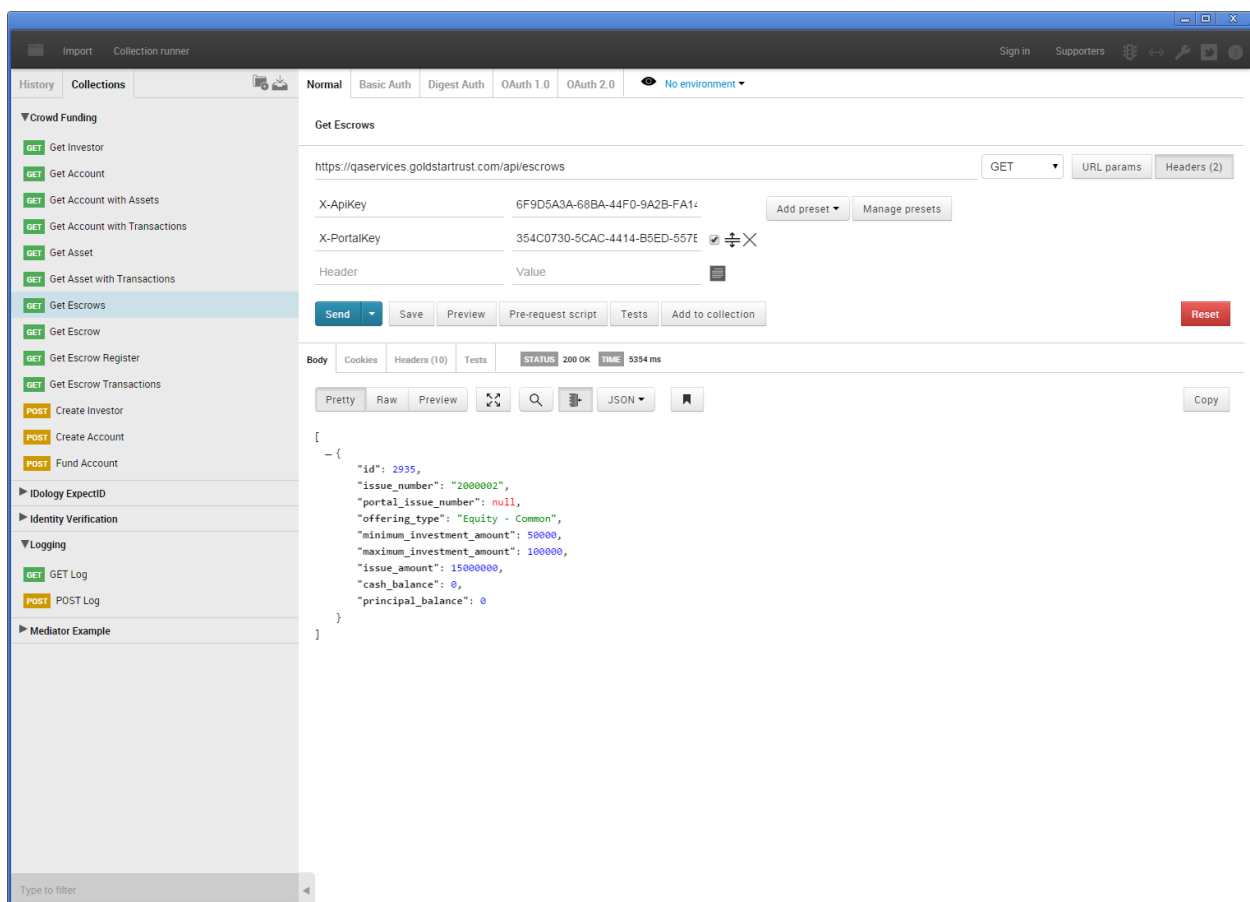 Import Collection runner Sign in Supporters
History Collections Normal Basic Auth Digest Auth OAuth 1.0 OAuth 2.0 No environment
Crowd Funding
GET Get Investor
GET Get Account
GET Get Account with Assets
GET Get Account with Transactions
GET Get Asset
GET Get Asset with Transactions
GET Get Escrows
GET Get Escrow
GET Get Escrow Register
GET Get Escrow Transactions
POST Create Investor
POST Create Account
POST Fund Account
IDology ExpectID
Identity Verification
Logging
GET GET Log
POST POST Log
Mediator Example
Type to filter
Get Escrows
https://qaservices.goldstartrust.com/api/escrows GET URL params Headers (2)
X-ApiKey 6F9D5A3A-68BA-44F0-9A2B-FA14 Add preset Manage presets
X-PortalKey 354C0730-5CAC-4414-B5ED-557E
Header Value
Send Save Preview Pre-request script Tests Add to collection Reset
Body Cookies Headers (10) Tests STATUS 200 OK TIME 5354 ms
Pretty Raw Preview JSON Copy
[
{
"id": 2935,
"issue_number": "2000002",
"portal_issue_number": null,
"offering_type": "Equity - Common",
"minimum_investment_amount": 50000,
"maximum_investment_amount": 100000,
"issue_amount": 15000000,
"cash_balance": 0,
"principal_balance": 0
}
]